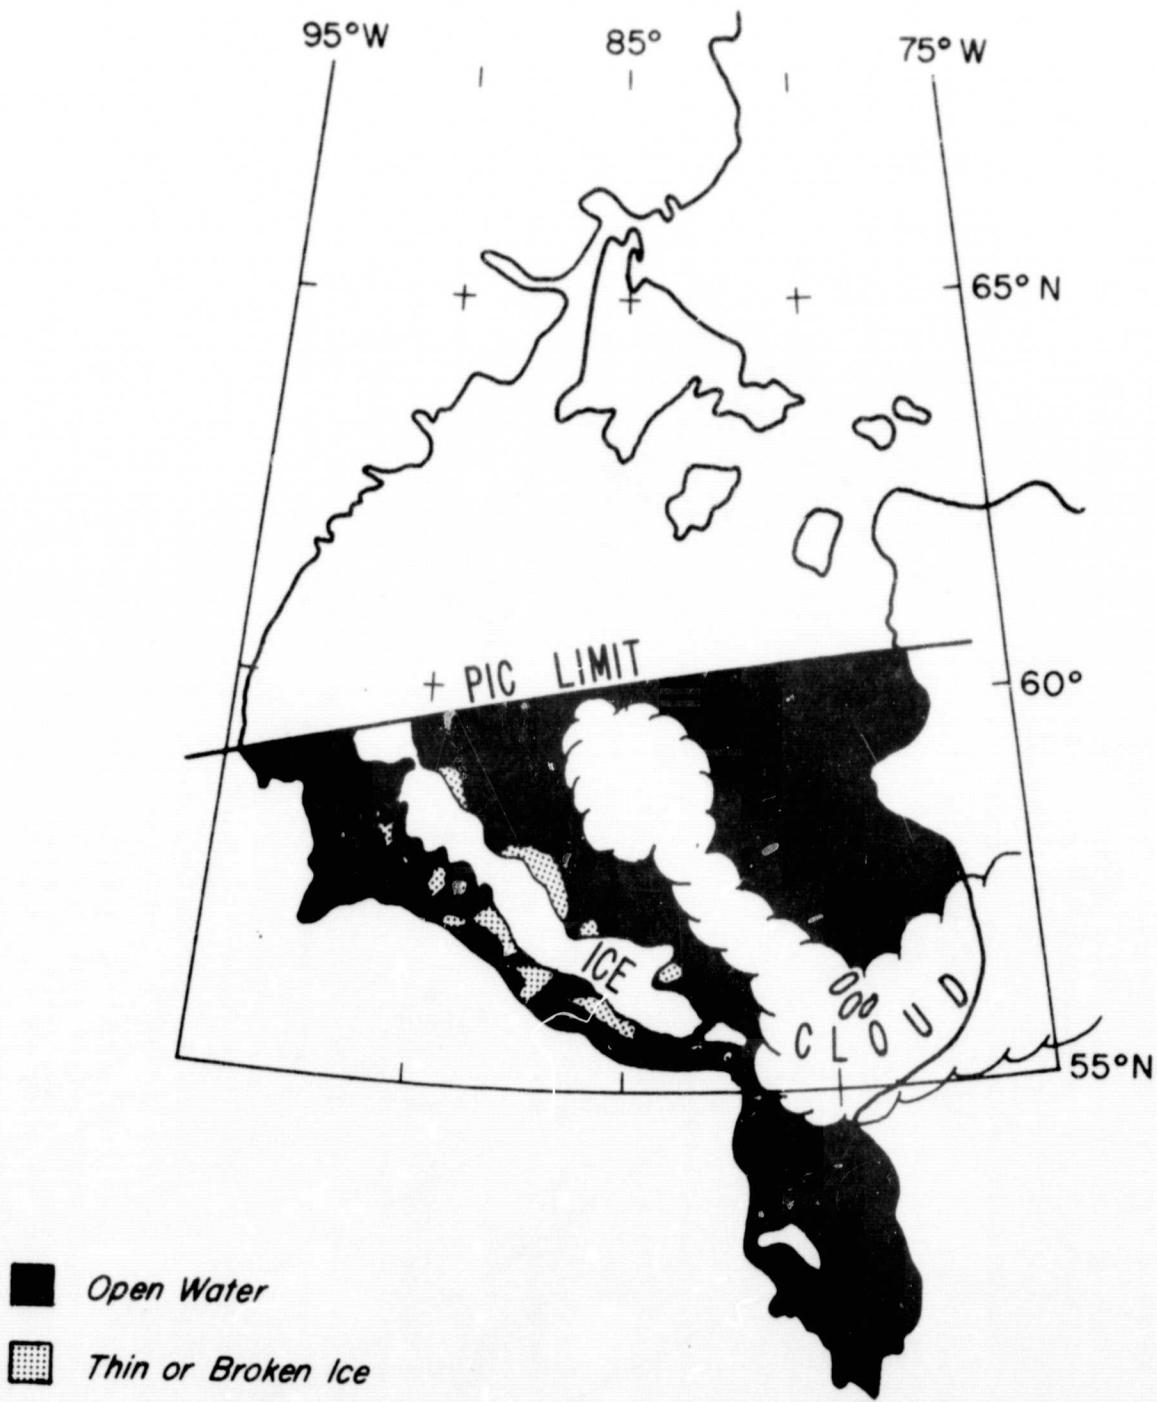 95°W
85°
75°W
65°N
PIC LIMIT
60°
ICE
CLOUD
55°N
Open Water
Thin or Broken Ice